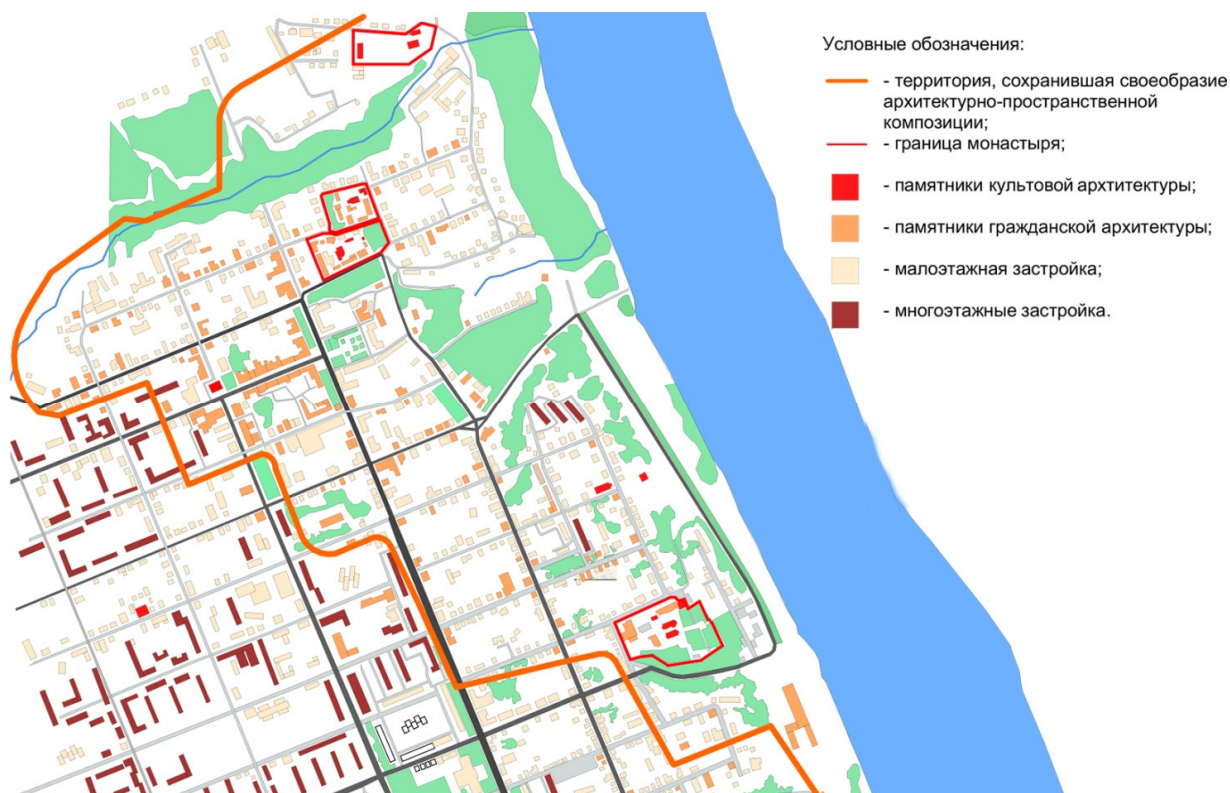 Условные обозначения:
- территория, сохранившая своеобразие
архитектурно-пространственной
композиции;
- граница монастыря;
- памятники культовой архтитектуры;
- памятники гражданской архитектуры;
- малоэтажная застройка;
- многоэтажные застройка.